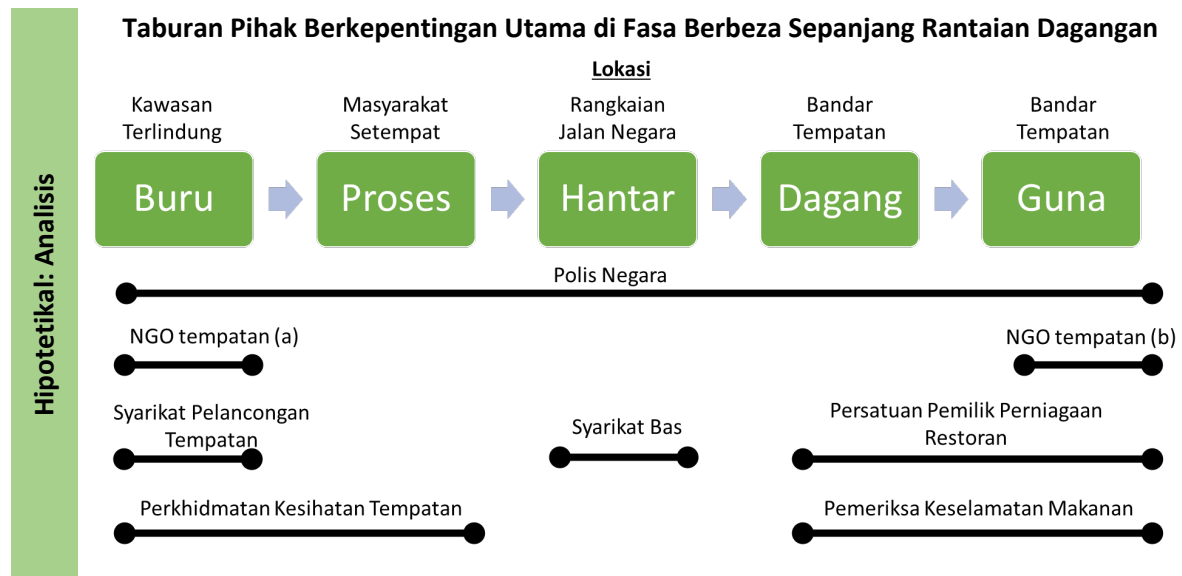 Taburan Pihak Berkepentingan Utama di Fasa Berbeza Sepanjang Rantaian Dagangan
Hipotetikal: Analisis
Lokasi
Kawasan
Terlindung
Masyarakat
Setempat
Rangkaian
Jalan Negara
Bandar
Tempatan
Bandar
Tempatan
Buru
Proses
Hantar
Dagang
Guna
Polis Negara
NGO tempatan (a)
NGO tempatan (b)
Syarikat Pelancongan
Tempatan
Syarikat Bas
Persatuan Pemilik Perniagaan
Restoran
Perkhidmatan Kesihatan Tempatan
Pemeriksa Keselamatan Makanan